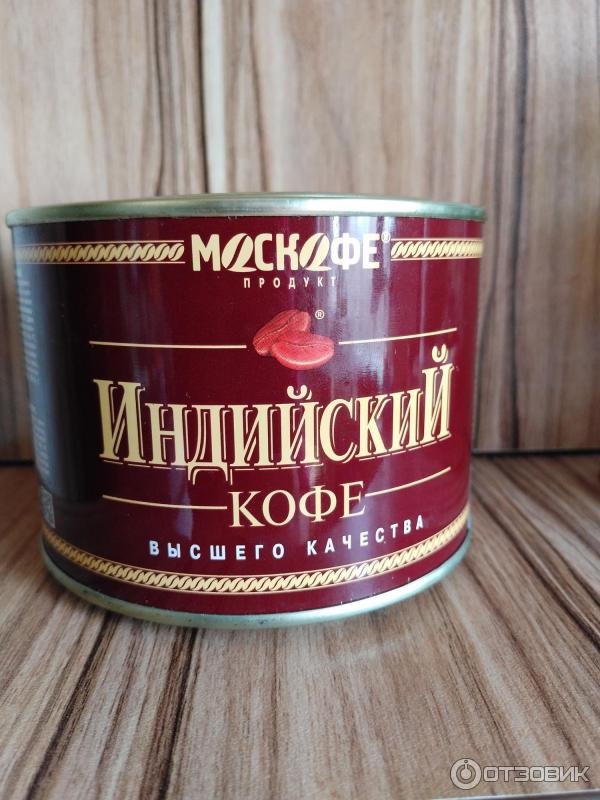 МОСКОФЕ®
ПРОДУКТ
®
ИНДИЙСКИЙ
КОФЕ
ВЫСШЕГО КАЧЕСТВА
ОТЗОВИК